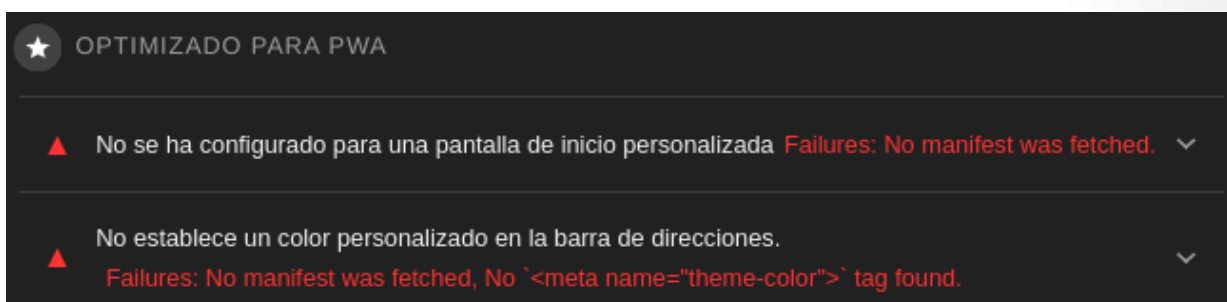 OPTIMIZADO PARA PWA
No se ha configurado para una pantalla de inicio personalizada Failures: No manifest was fetched.
No establece un color personalizado en la barra de direcciones.
Failures: No manifest was fetched, No `<meta name="theme-color">` tag found.